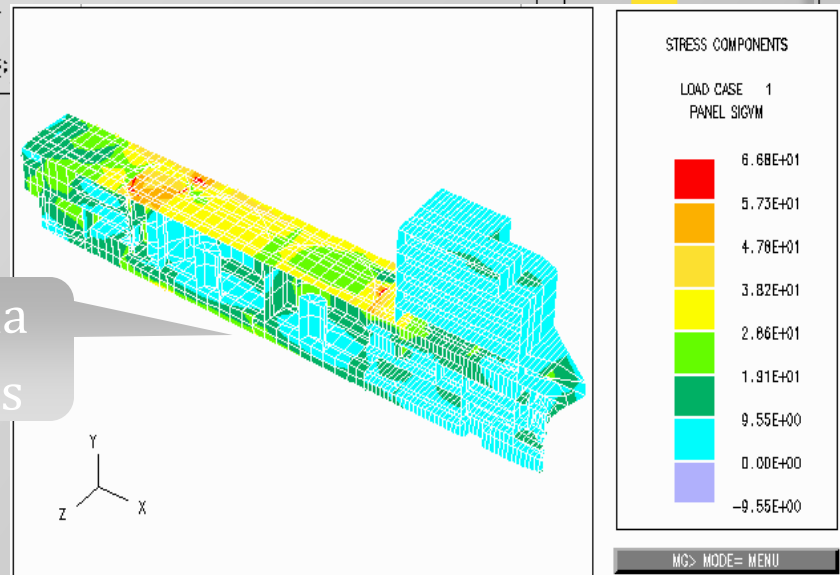 STRESS COMPONENTS
LOAD CASE 1
PANEL SIGVM
6.68E+01
5.73E+01
4.78E+01
3.82E+01
2.86E+01
1.91E+01
9.55E+00
0.00E+00
-9.55E+00
a
s
Y
Z X
MG> MODE= MENU